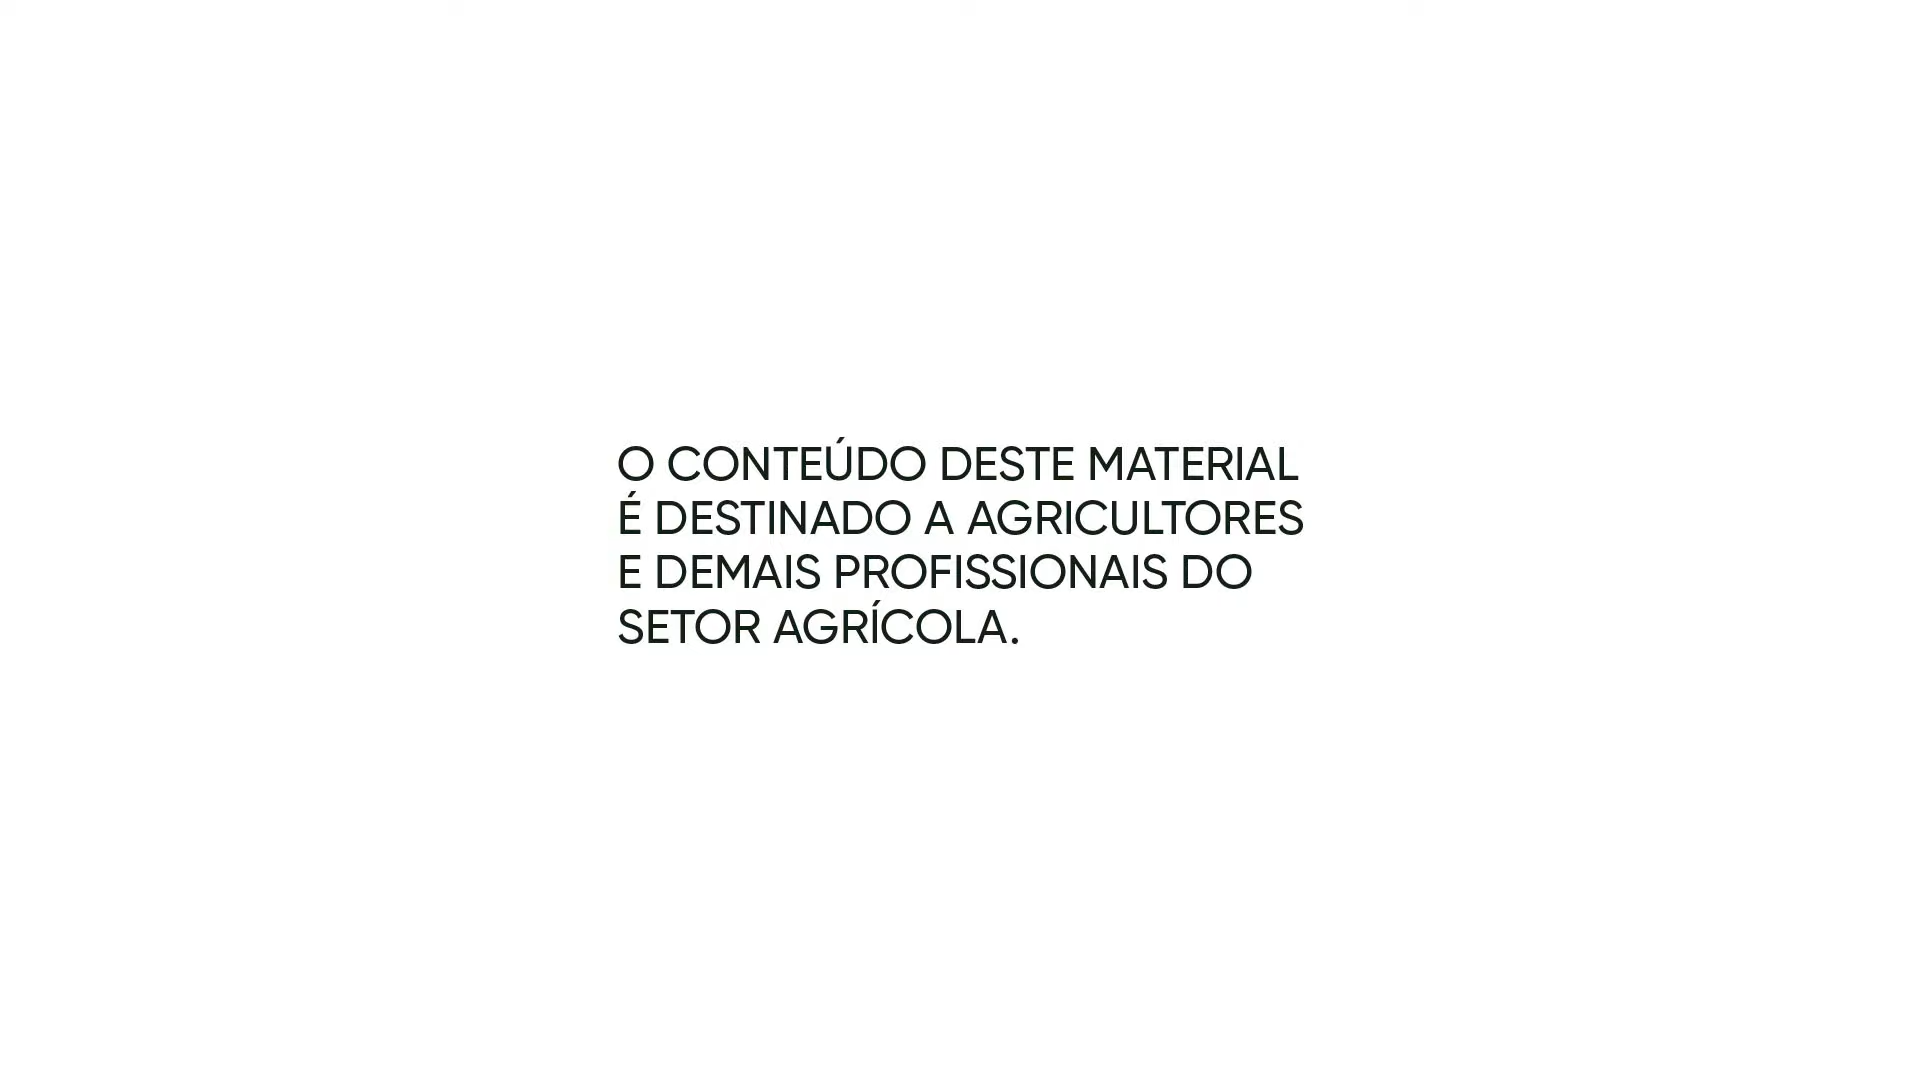 O CONTEÚDO DESTE MATERIAL
É DESTINADO A AGRICULTORES
E DEMAIS PROFISSIONAIS DO
SETOR AGRÍCOLA.